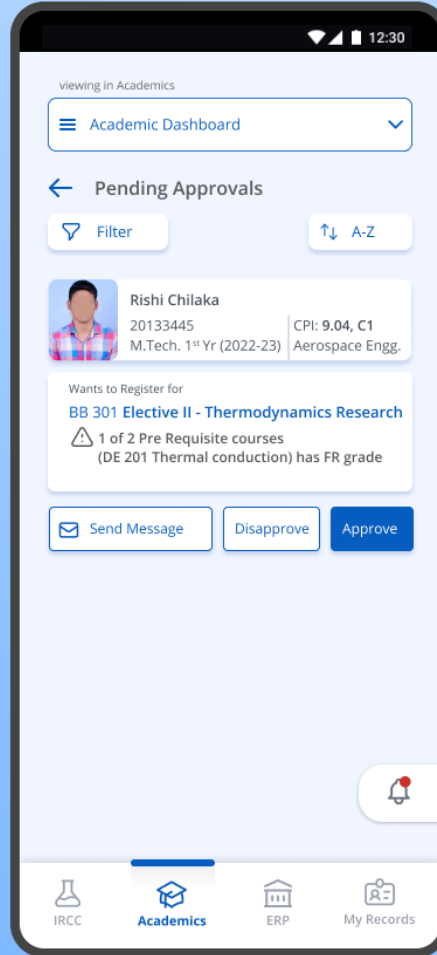 12:30
viewing in Academics
Academic Dashboard
Pending Approvals
Filter
A-Z
Rishi Chilaka
20133445
CPI: 9.04, C1
M.Tech. 1st Yr (2022-23)
Aerospace Engg.
Wants to Register for
BB 301 Elective II - Thermodynamics Research
1 of 2 Pre Requisite courses
(DE 201 Thermal conduction) has FR grade
Send Message
Disapprove
Approve
IRCC
Academics
ERP
My Records